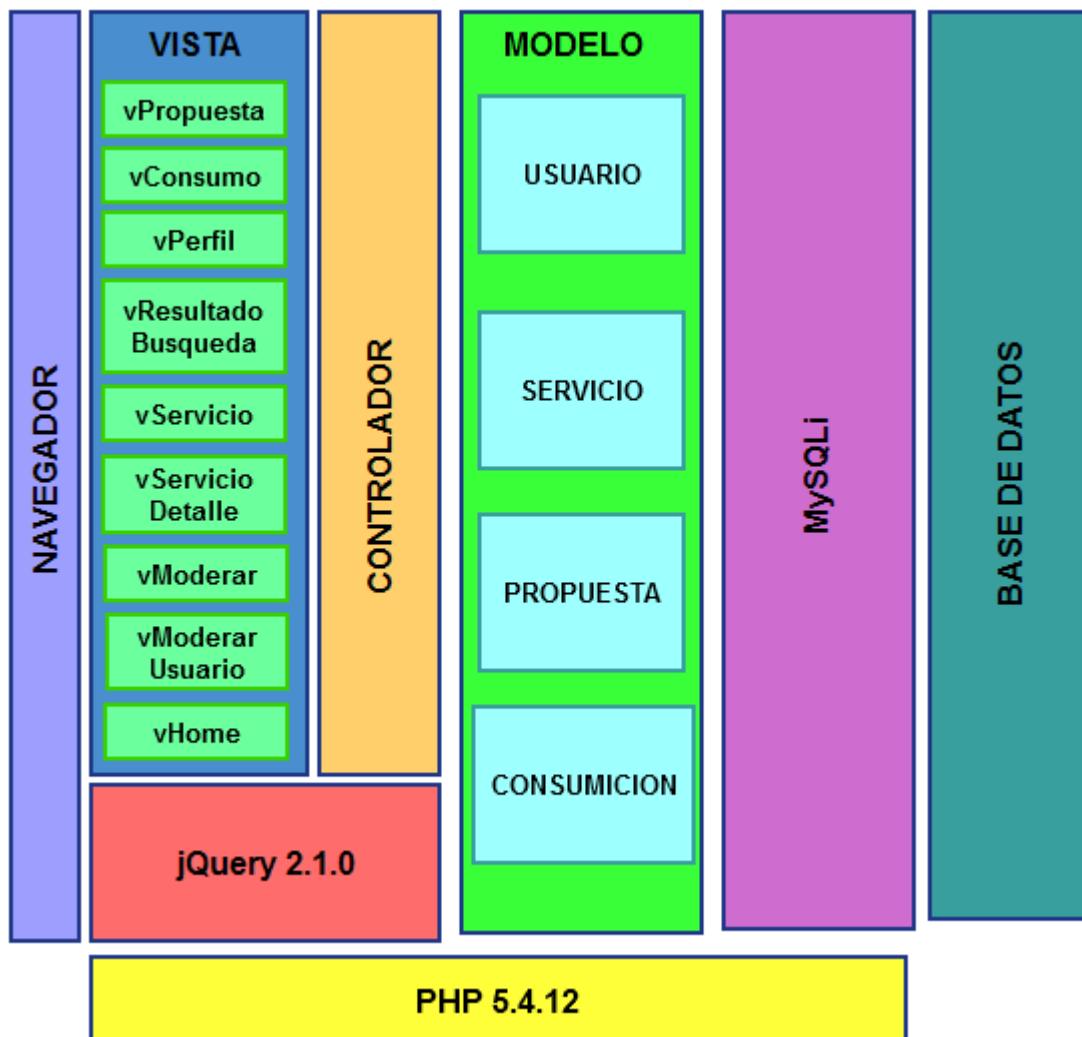 NAVEGADOR
VISTA
vPropuesta
vConsumo
vPerfil
vResultado
Busqueda
vServicio
vServicio
Detalle
vModerar
vModerar
Usuario
vHome
CONTROLADOR
jQuery 2.1.0
MODELO
USUARIO
SERVICIO
PROPUESTA
CONSUMICION
MySQLi
BASE DE DATOS
PHP 5.4.12